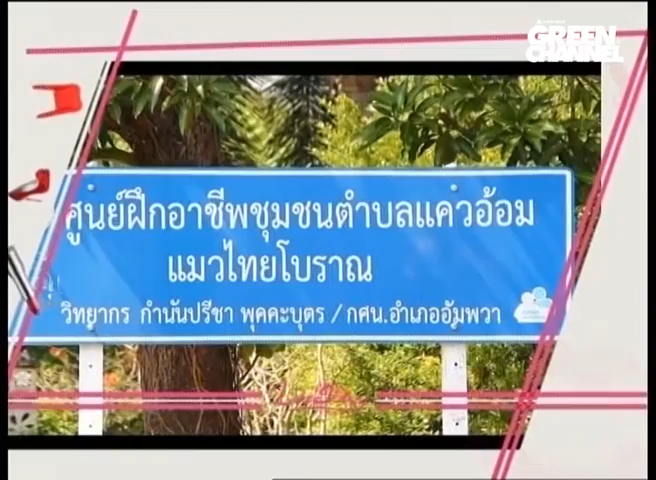 GREEN
CHANNEL
ศูนย์ฝึกอาชีพชุมชนตำบลแควอ้อม
แมวไทยโบราณ
วิทยากร กำนันปรีชา พุคคะบุตร / กศน.อำเภออัมพวา